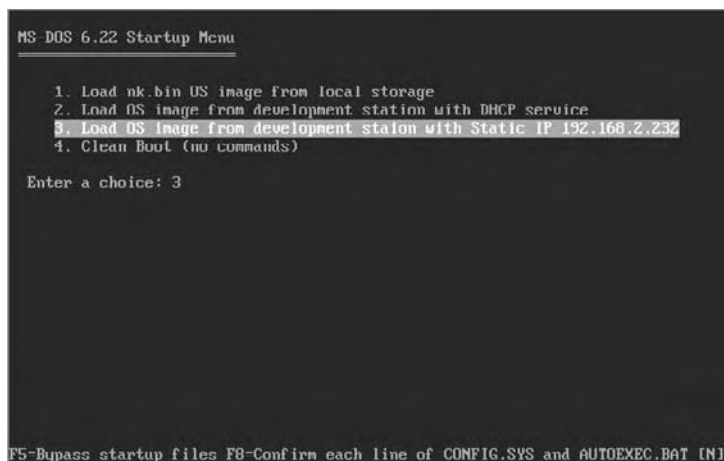 MS-DOS 6.22 Startup Menu
1. Load nk.bin OS image from local storage
2. Load OS image from development station with DHCP service
3. Load OS image from development staion with Static IP 192.168.2.232
4. Clean Boot (no commands)
Enter a choice: 3
F5=Bypass startup files F8=Confirm each line of CONFIG.SYS and AUTOEXEC.BAT [N]